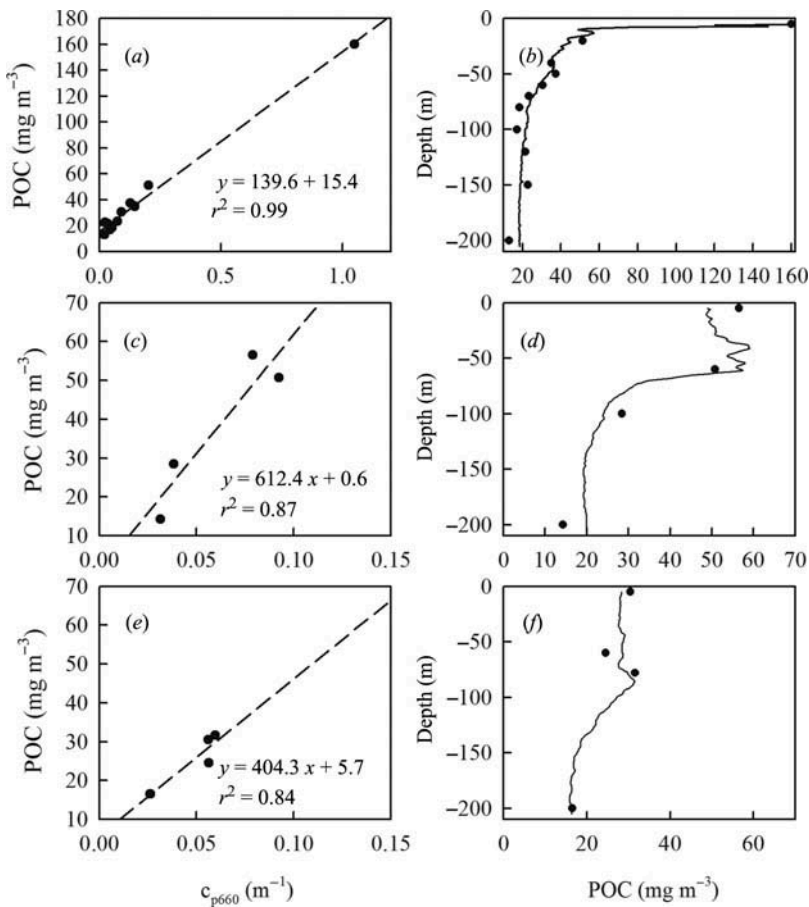 180
160
140
120
100
80
60
40
20
0
POC (mg m⁻³)
(a)
y = 139.6 + 15.4
r² = 0.99
0.0
0.5
1.0
0
−50
−100
−150
−200
Depth (m)
(b)
20 40 60 80 100 120 140 160
70
60
50
40
30
20
10
POC (mg m⁻³)
(c)
y = 612.4 x + 0.6
r² = 0.87
0.00 0.05 0.10 0.15
0
−50
−100
−150
−200
Depth (m)
(d)
0 10 20 30 40 50 60 70
70
60
50
40
30
20
10
POC (mg m⁻³)
(e)
y = 404.3 x + 5.7
r² = 0.84
0.00 0.05 0.10 0.15
c_p660 (m⁻¹)
0
−50
−100
−150
−200
Depth (m)
(f)
0 20 40 60
POC (mg m⁻³)